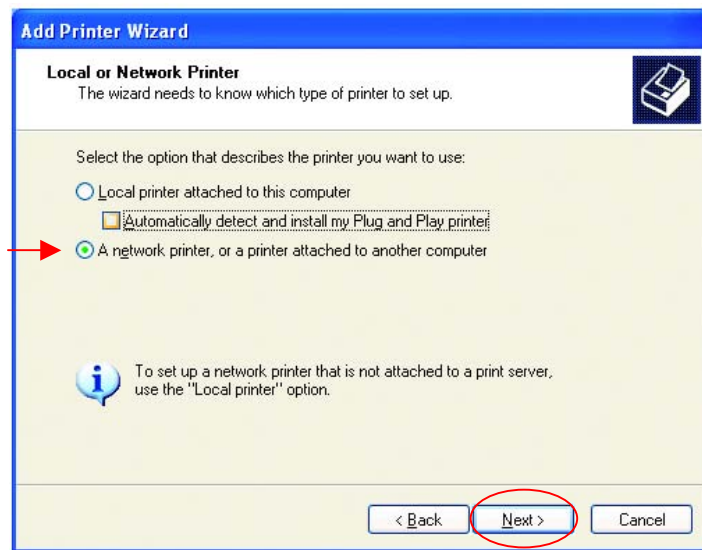 Add Printer Wizard
Local or Network Printer
The wizard needs to know which type of printer to set up.
Select the option that describes the printer you want to use:
Local printer attached to this computer
Automatically detect and install my Plug and Play printer
A network printer, or a printer attached to another computer
To set up a network printer that is not attached to a print server,
use the "Local printer" option.
< Back Next > Cancel